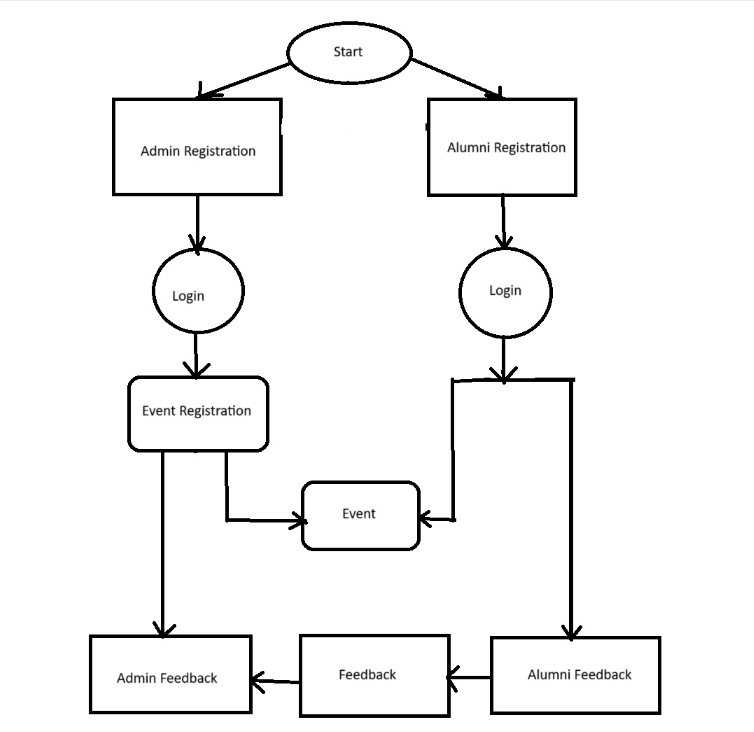 Start
Admin Registration
Alumni Registration
Login
Login
Event Registration
Event
Admin Feedback
Feedback
Alumni Feedback